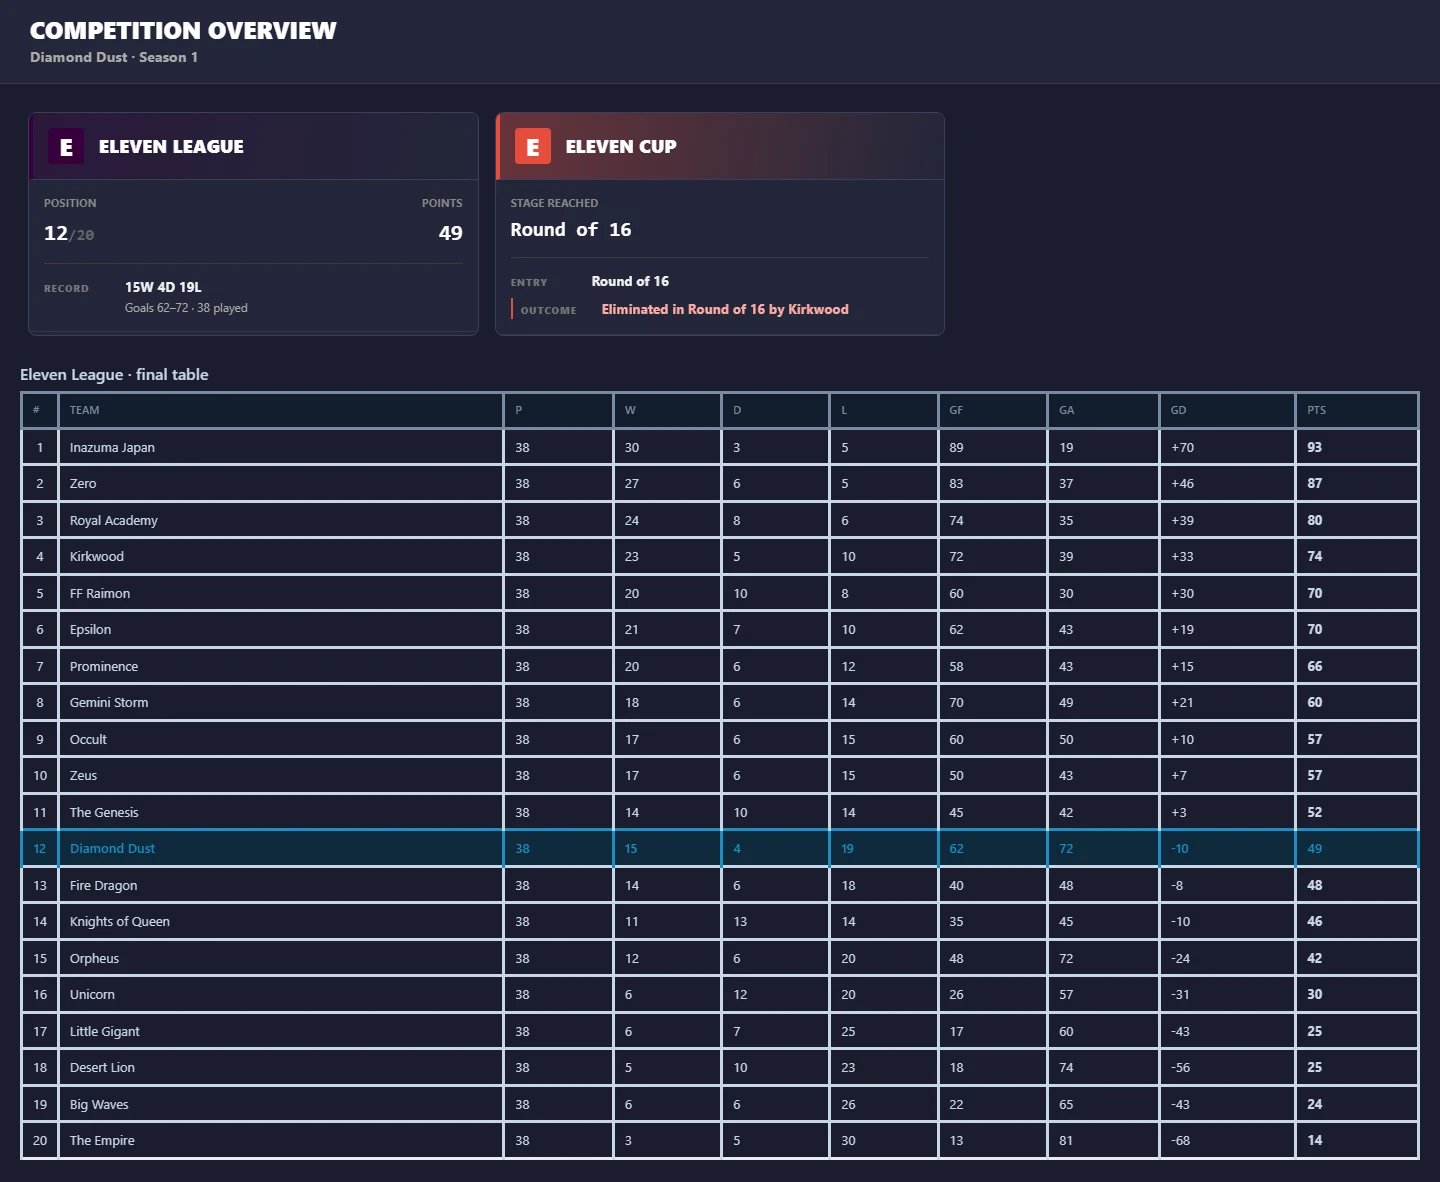 COMPETITION OVERVIEW
Diamond Dust · Season 1
E ELEVEN LEAGUE
POSITION POINTS
12/20 49
RECORD 15W 4D 19L
Goals 62–72 · 38 played
E ELEVEN CUP
STAGE REACHED
Round of 16
ENTRY Round of 16
OUTCOME Eliminated in Round of 16 by Kirkwood
Eleven League · final table
# TEAM P W D L GF GA GD PTS
1 Inazuma Japan 38 30 3 5 89 19 +70 93
2 Zero 38 27 6 5 83 37 +46 87
3 Royal Academy 38 24 8 6 74 35 +39 80
4 Kirkwood 38 23 5 10 72 39 +33 74
5 FF Raimon 38 20 10 8 60 30 +30 70
6 Epsilon 38 21 7 10 62 43 +19 70
7 Prominence 38 20 6 12 58 43 +15 66
8 Gemini Storm 38 18 6 14 70 49 +21 60
9 Occult 38 17 6 15 60 50 +10 57
10 Zeus 38 17 6 15 50 43 +7 57
11 The Genesis 38 14 10 14 45 42 +3 52
12 Diamond Dust 38 15 4 19 62 72 -10 49
13 Fire Dragon 38 14 6 18 40 48 -8 48
14 Knights of Queen 38 11 13 14 35 45 -10 46
15 Orpheus 38 12 6 20 48 72 -24 42
16 Unicorn 38 6 12 20 26 57 -31 30
17 Little Gigant 38 6 7 25 17 60 -43 25
18 Desert Lion 38 5 10 23 18 74 -56 25
19 Big Waves 38 6 6 26 22 65 -43 24
20 The Empire 38 3 5 30 13 81 -68 14